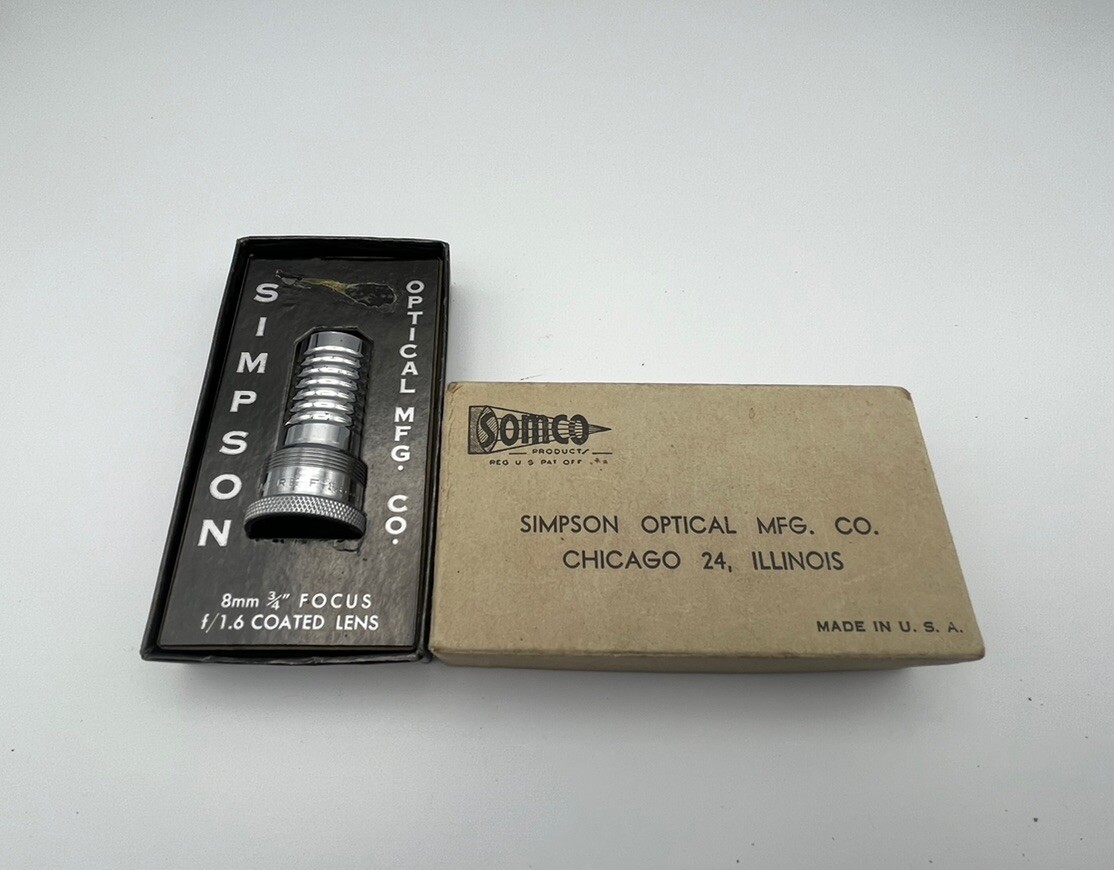 SIMPSON
OPTICAL MFG. CO.
8mm 3/4" FOCUS
f/1.6 COATED LENS
Somco
PRODUCTS
REG U S PAT OFF
SIMPSON OPTICAL MFG. CO.
CHICAGO 24, ILLINOIS
MADE IN U. S. A.